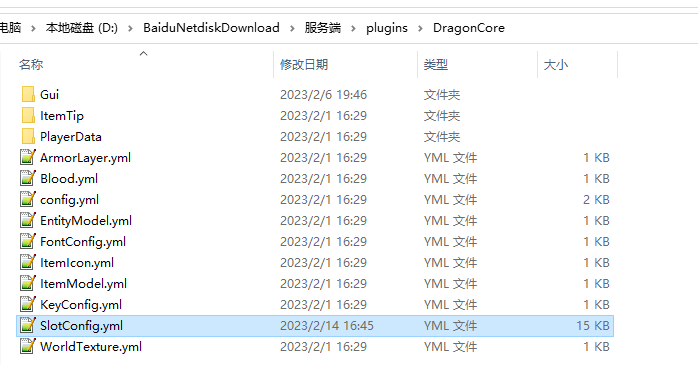 电脑 本地磁盘 (D:) BaiduNetdiskDownload 服务端 plugins DragonCore
名称 修改日期 类型 大小
Gui 2023/2/6 19:46 文件夹
ItemTip 2023/2/1 16:29 文件夹
PlayerData 2023/2/1 16:29 文件夹
ArmorLayer.yml 2023/2/1 16:29 YML 文件 1 KB
Blood.yml 2023/2/1 16:29 YML 文件 1 KB
config.yml 2023/2/1 16:29 YML 文件 2 KB
EntityModel.yml 2023/2/1 16:29 YML 文件 1 KB
FontConfig.yml 2023/2/1 16:29 YML 文件 1 KB
ItemIcon.yml 2023/2/1 16:29 YML 文件 1 KB
ItemModel.yml 2023/2/1 16:29 YML 文件 1 KB
KeyConfig.yml 2023/2/1 16:29 YML 文件 1 KB
SlotConfig.yml 2023/2/14 16:45 YML 文件 15 KB
WorldTexture.yml 2023/2/1 16:29 YML 文件 1 KB